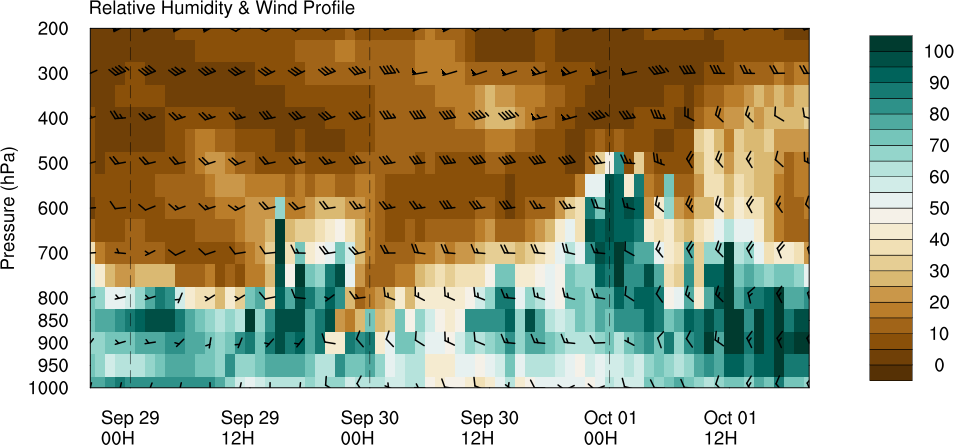 Relative Humidity & Wind Profile
200
300
400
500
600
700
800
850
900
950
1000
Pressure (hPa)
Sep 29
00H
Sep 29
12H
Sep 30
00H
Sep 30
12H
Oct 01
00H
Oct 01
12H
100
90
80
70
60
50
40
30
20
10
0